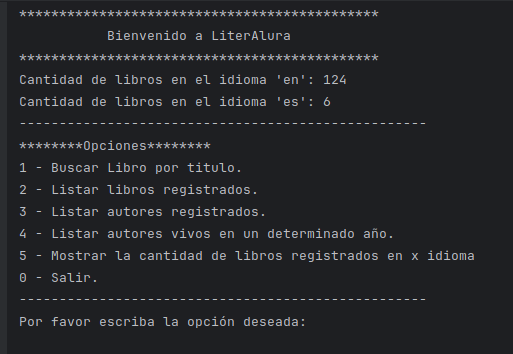 *********************************************
Bienvenido a LiterAlura
*********************************************
Cantidad de libros en el idioma 'en': 124
Cantidad de libros en el idioma 'es': 6
---------------------------------------------------
********Opciones********
1 - Buscar Libro por titulo.
2 - Listar libros registrados.
3 - Listar autores registrados.
4 - Listar autores vivos en un determinado año.
5 - Mostrar la cantidad de libros registrados en x idioma
0 - Salir.
---------------------------------------------------
Por favor escriba la opción deseada: